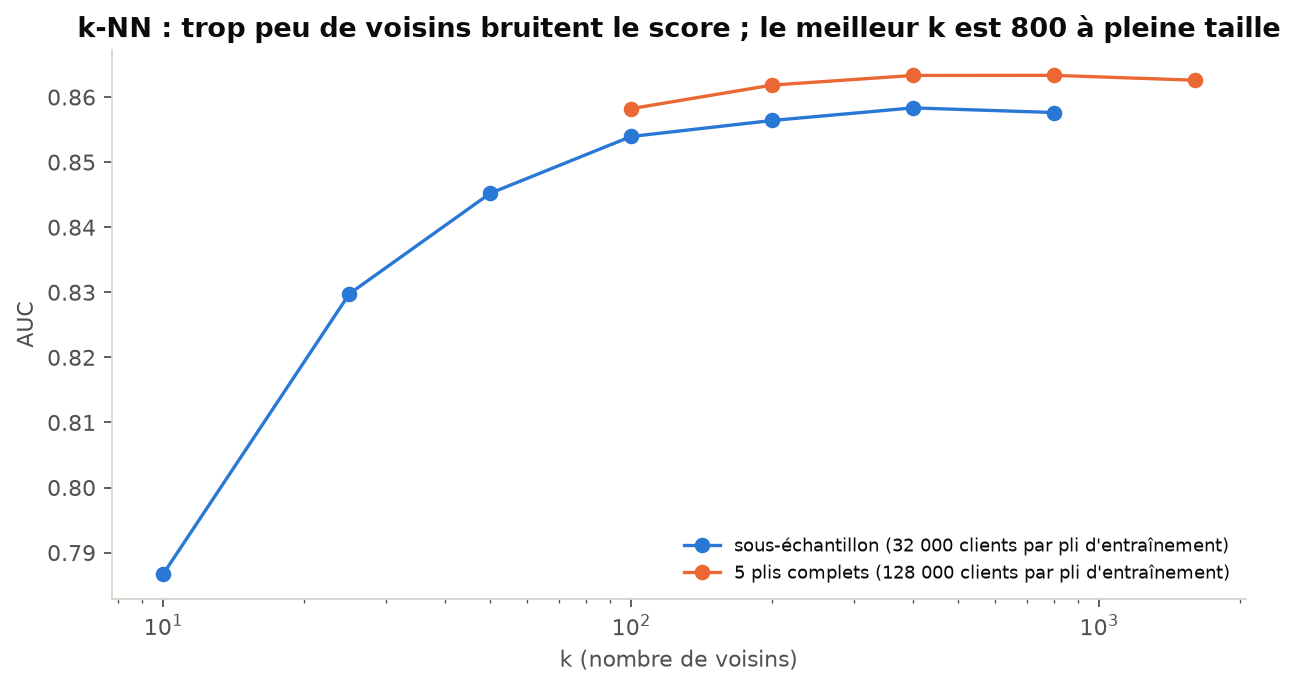 k-NN : trop peu de voisins bruitent le score ; le meilleur k est 800 à pleine taille
AUC
0.86
0.85
0.84
0.83
0.82
0.81
0.80
0.79
10¹
10²
10³
k (nombre de voisins)
sous-échantillon (32 000 clients par pli d'entraînement)
5 plis complets (128 000 clients par pli d'entraînement)